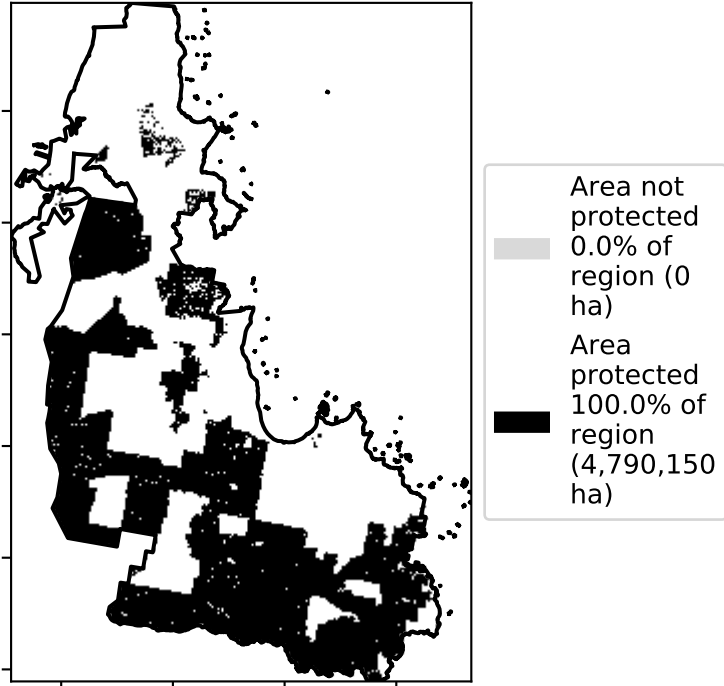 Area not
protected
0.0% of
region (0
ha)
Area
protected
100.0% of
region
(4,790,150
ha)